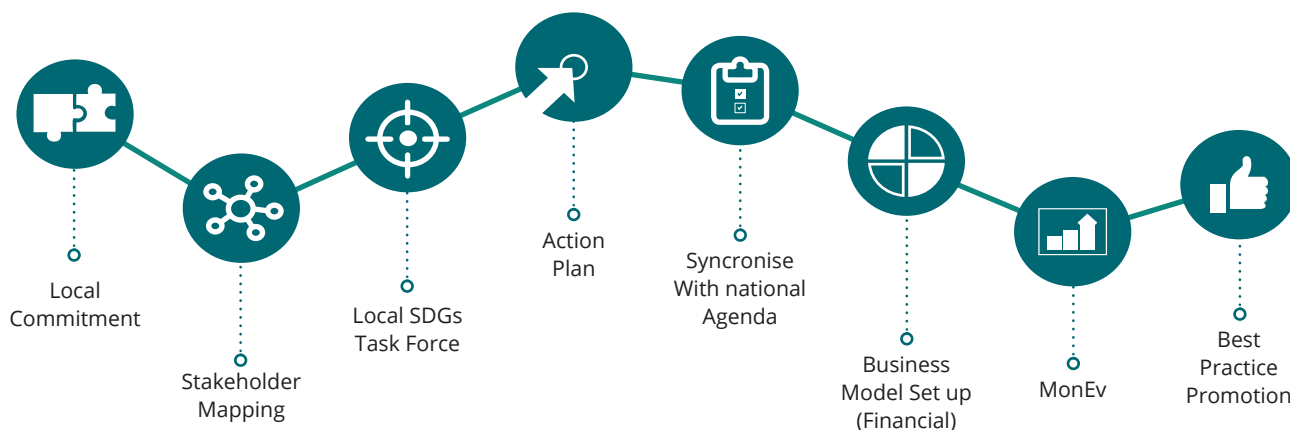 Local
Commitment
Stakeholder
Mapping
Local SDGs
Task Force
Action
Plan
Syncronise
With national
Agenda
Business
Model Set up
(Financial)
MonEv
Best
Practice
Promotion